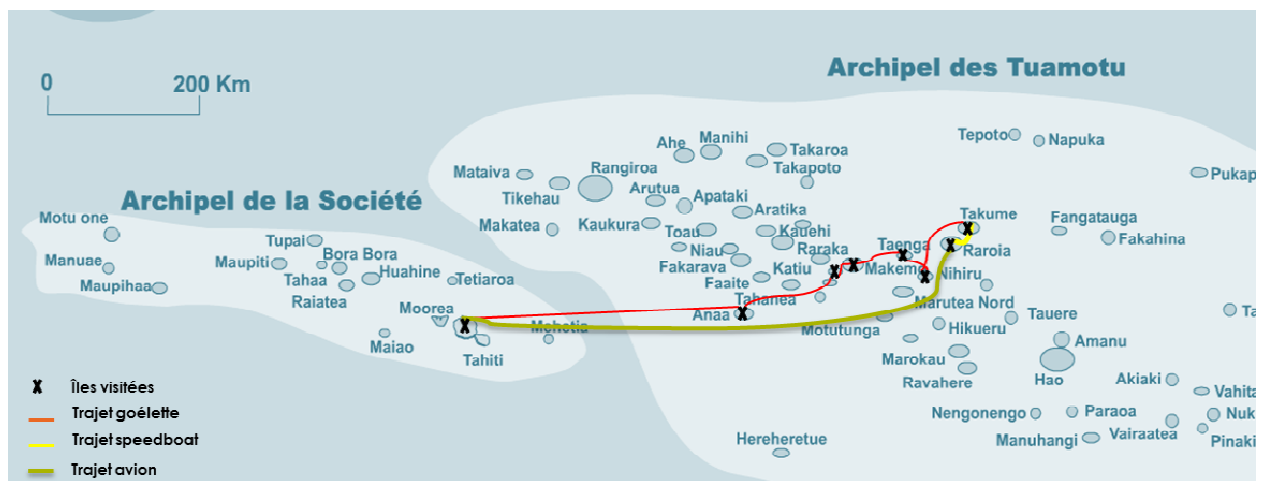 Archipel des Tuamotu
0 200 Km
Tepoto
Napuka
Ahe
Manihi
Takaroa
Takapoto
Mataiva
Rangiroa
Pukap
Tikehau
Arutua
Apataki
Archipel de la Société
Aratika
Takume
Motu one
Makatea
Kaukura
Toau
Kauehi
Fangatauga
Fakahina
Tupai
Niau
Raraka
Taenga
Raroia
Manuae
Maupiti
Bora Bora
Fakarava
Katiu
Makemo
Nihiru
Maupihaa
Tahaa
Huahine
Tetiaroa
Faaite
Raiatea
Tahanea
Marutea Nord
Moorea
Anaa
Tauere
Ta
Mehetia
Motutunga
Hikueru
Maiao
Tahiti
Amanu
Marokau
Ravahere
Hao
Akiaki
Vahita
Îles visitées
Trajet goélette
Nengonengo
Paraoa
Nuk
Trajet speedboat
Hereheretue
Manuhangi
Vairaatea
Pinaki
Trajet avion